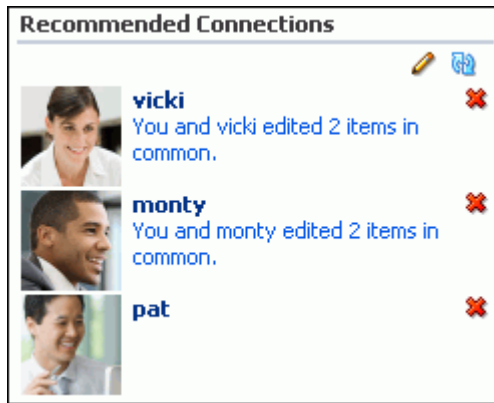 Recommended Connections
vicki
You and vicki edited 2 items in
common.
monty
You and monty edited 2 items in
common.
pat